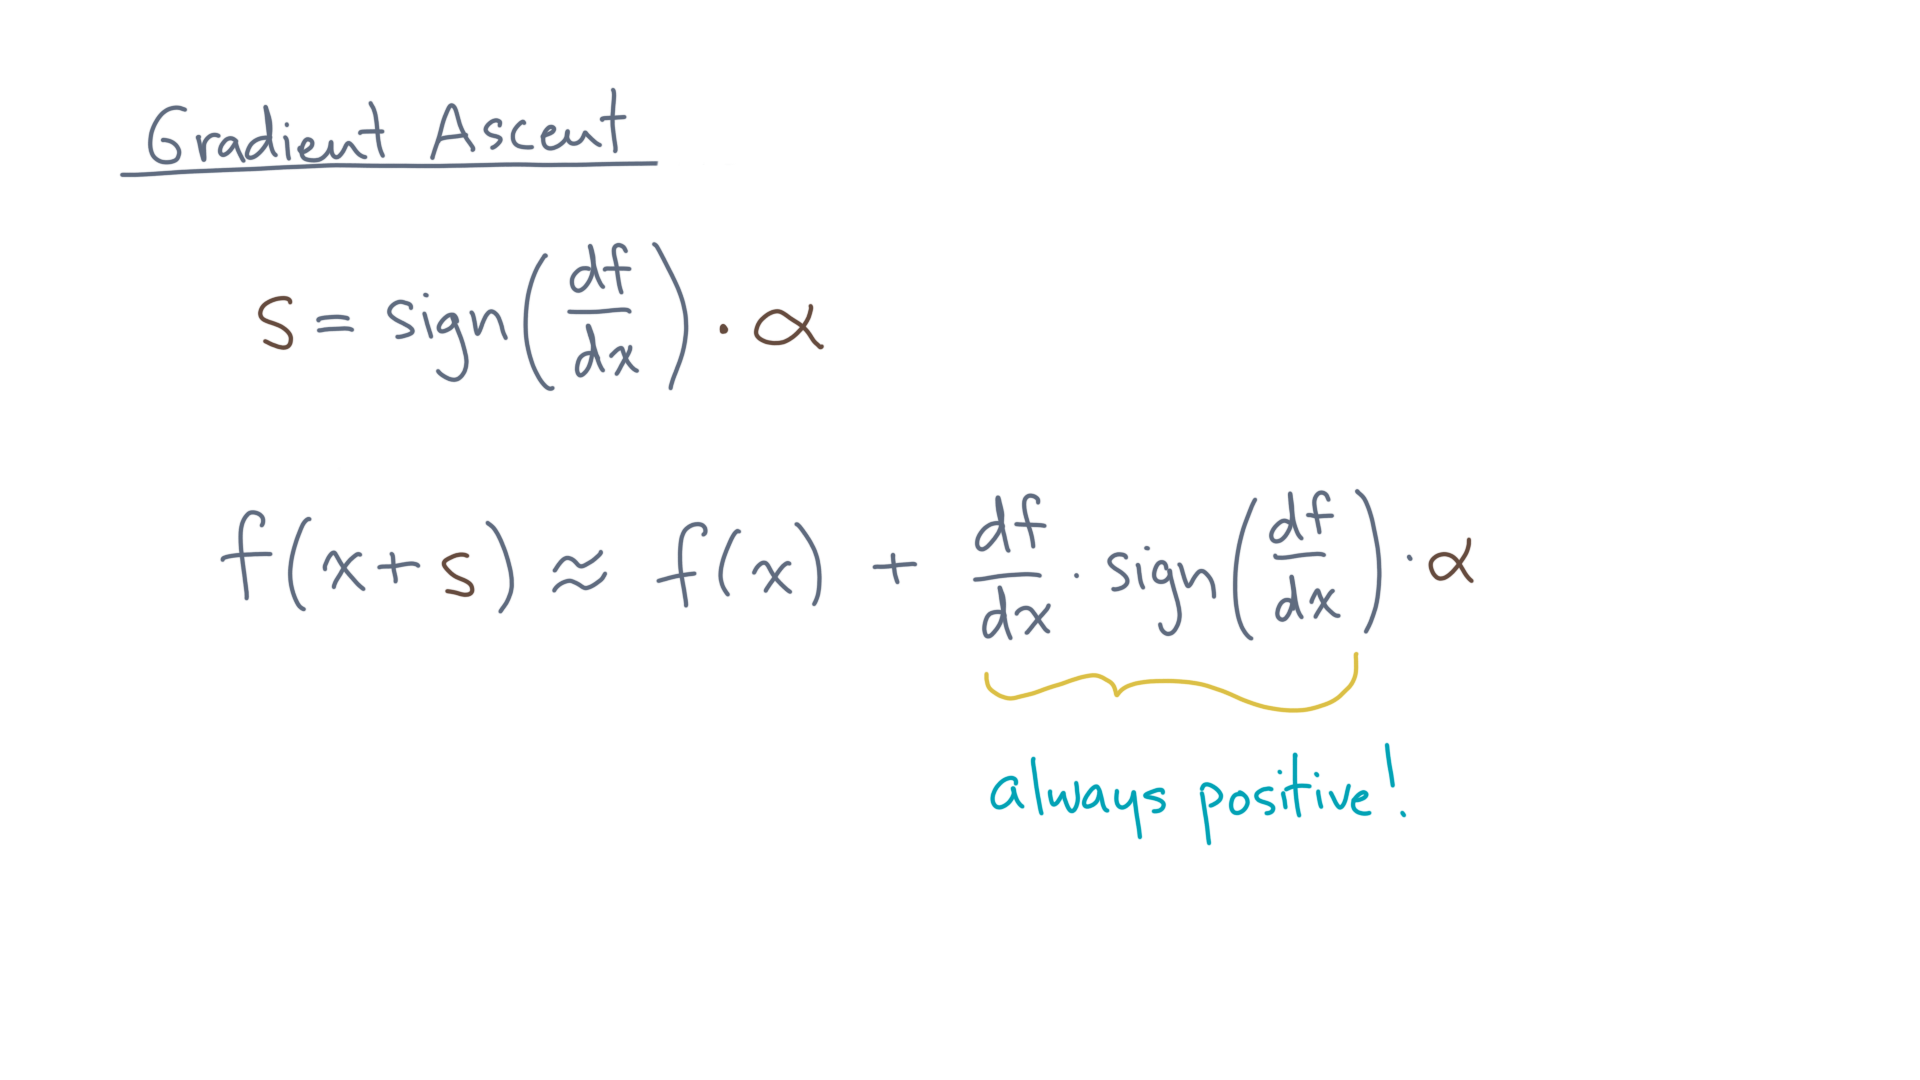 Gradient Ascent
s = sign(df/dx) · α
f(x+s) ≈ f(x) + df/dx · sign(df/dx) · α
always positive!